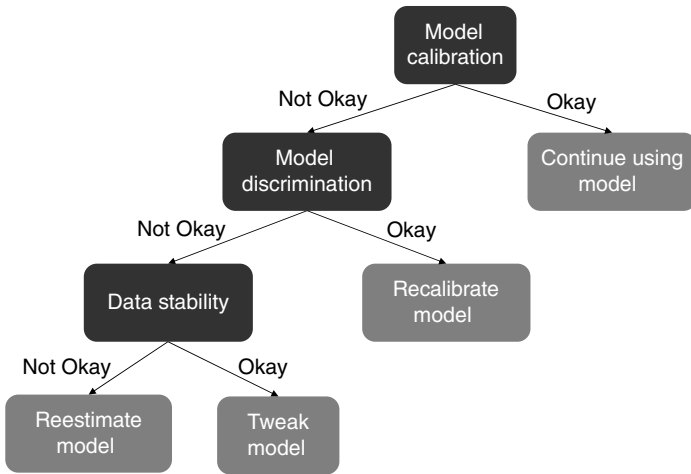 Model
calibration
Not Okay
Okay
Model
discrimination
Continue using
model
Not Okay
Okay
Data stability
Recalibrate
model
Not Okay
Okay
Reestimate
model
Tweak
model